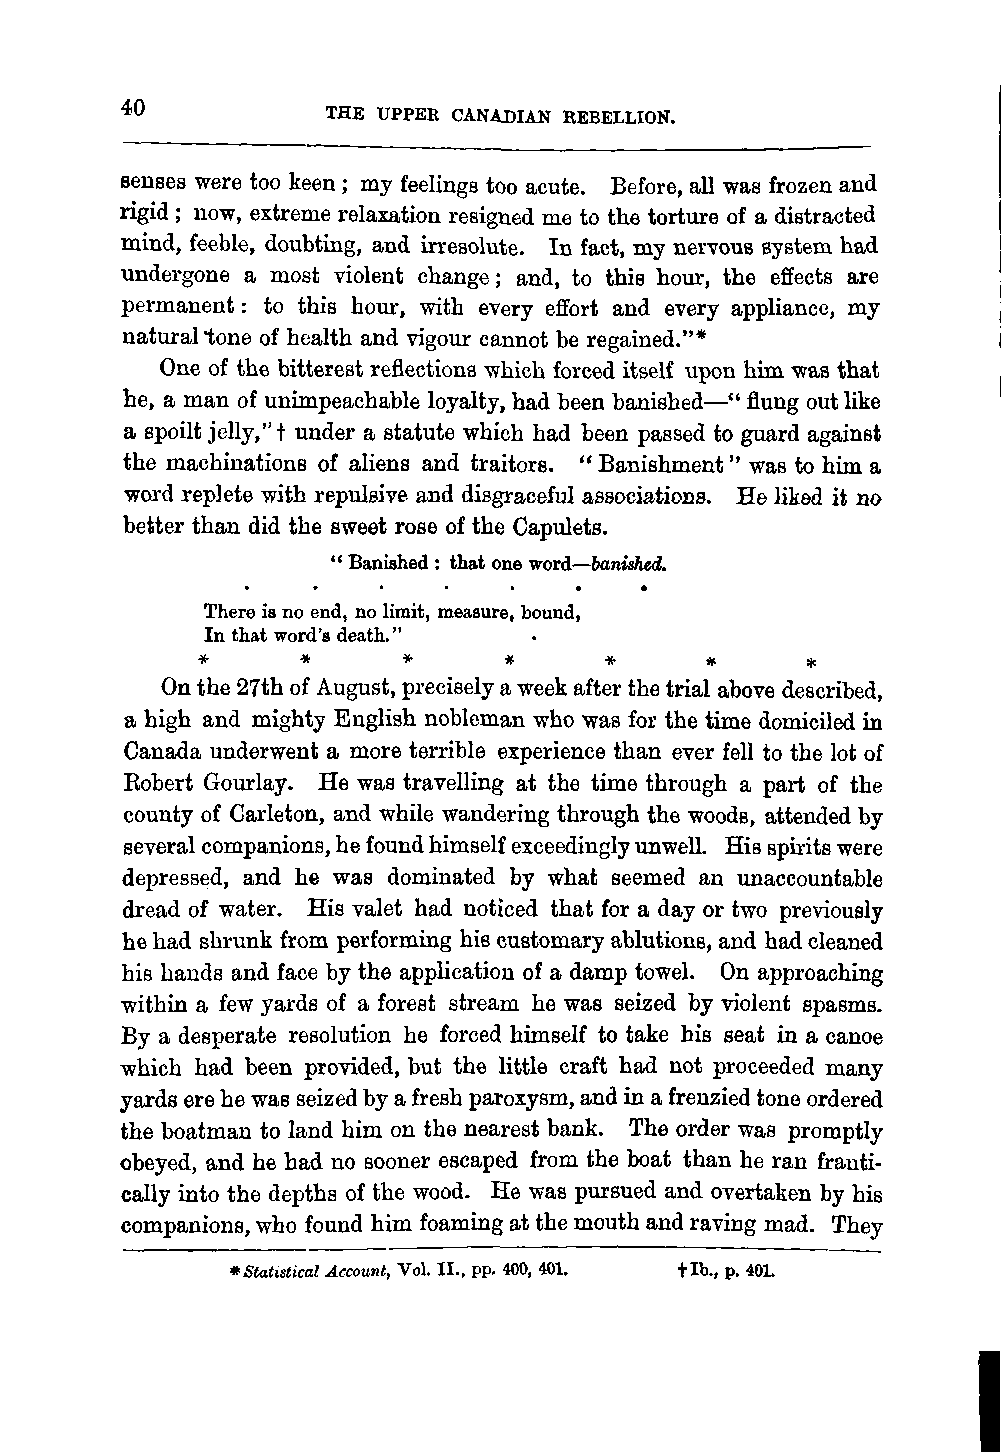 40
THE UPPER CANADIAN REBELLION.
senses were too keen ; my feelings too acute. Before, all was frozen and
rigid ; now, extreme relaxation resigned me to the torture of a distracted
mind, feeble, doubting, and irresolute. In fact, my nervous system had
undergone a most violent change ; and, to this hour, the effects are
permanent : to this hour, with every effort and every appliance, my
natural tone of health and vigour cannot be regained."*
One of the bitterest reflections which forced itself upon him was that
he, a man of unimpeachable loyalty, had been banished—“ flung out like
a spoilt jelly,” † under a statute which had been passed to guard against
the machinations of aliens and traitors. “ Banishment ” was to him a
word replete with repulsive and disgraceful associations. He liked it no
better than did the sweet rose of the Capulets.
“ Banished : that one word—banished.
. . . . . . .
There is no end, no limit, measure, bound,
In that word’s death.”
* * * * * * *
On the 27th of August, precisely a week after the trial above described,
a high and mighty English nobleman who was for the time domiciled in
Canada underwent a more terrible experience than ever fell to the lot of
Robert Gourlay. He was travelling at the time through a part of the
county of Carleton, and while wandering through the woods, attended by
several companions, he found himself exceedingly unwell. His spirits were
depressed, and he was dominated by what seemed an unaccountable
dread of water. His valet had noticed that for a day or two previously
he had shrunk from performing his customary ablutions, and had cleaned
his hands and face by the application of a damp towel. On approaching
within a few yards of a forest stream he was seized by violent spasms.
By a desperate resolution he forced himself to take his seat in a canoe
which had been provided, but the little craft had not proceeded many
yards ere he was seized by a fresh paroxysm, and in a frenzied tone ordered
the boatman to land him on the nearest bank. The order was promptly
obeyed, and he had no sooner escaped from the boat than he ran franti-
cally into the depths of the wood. He was pursued and overtaken by his
companions, who found him foaming at the mouth and raving mad. They
* Statistical Account, Vol. II., pp. 400, 401. † Ib., p. 401.